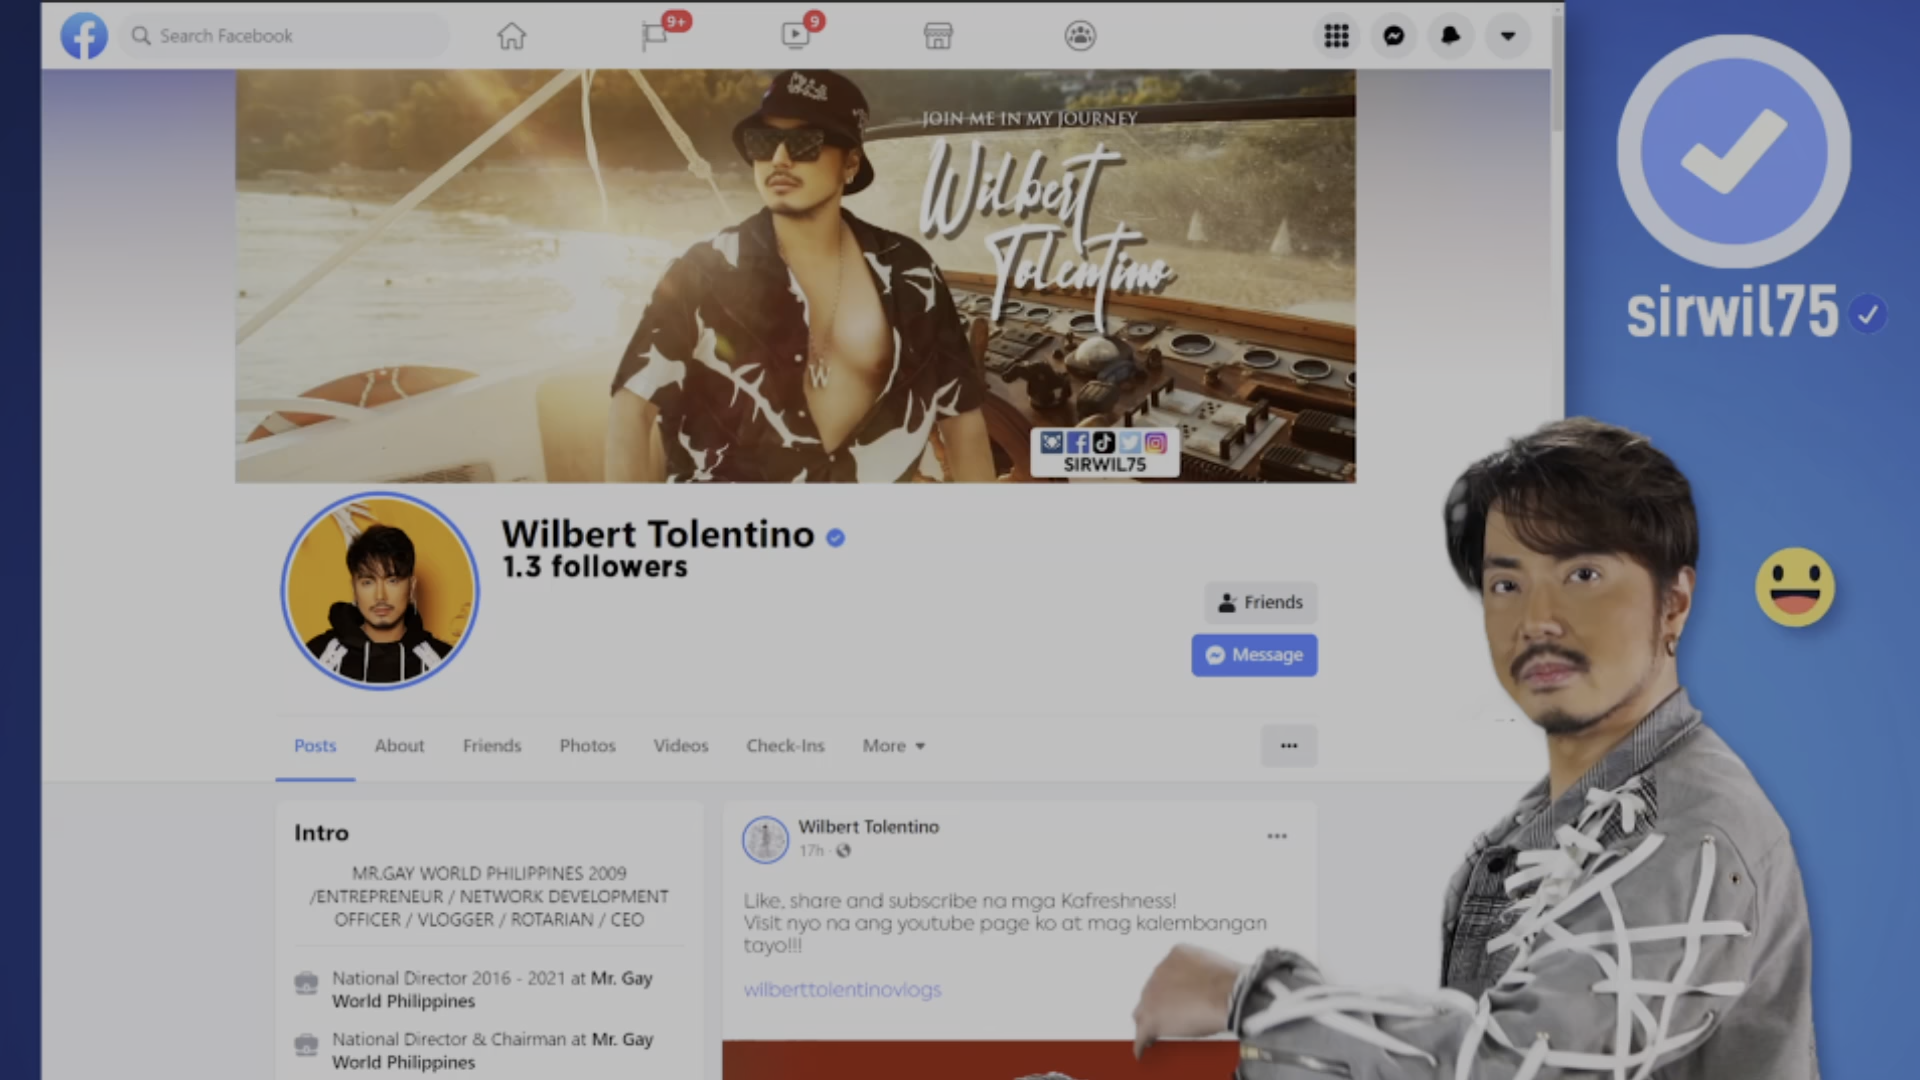 Search Facebook
9+
9
JOIN ME IN MY JOURNEY
Wilbert
Tolentino
SIRWIL75
sirwil75
Wilbert Tolentino
1.3 followers
Friends
Message
Posts
About
Friends
Photos
Videos
Check-Ins
More
Intro
MR.GAY WORLD PHILIPPINES 2009
/ENTREPRENEUR / NETWORK DEVELOPMENT
OFFICER / VLOGGER / ROTARIAN / CEO
National Director 2016 - 2021 at Mr. Gay
World Philippines
National Director & Chairman at Mr. Gay
World Philippines
Wilbert Tolentino
17h
Like, share and subscribe na mga Kafreshness!
Visit nyo na ang youtube page ko at mag kalembangan
tayo!!!
wilberttolentinovlogs